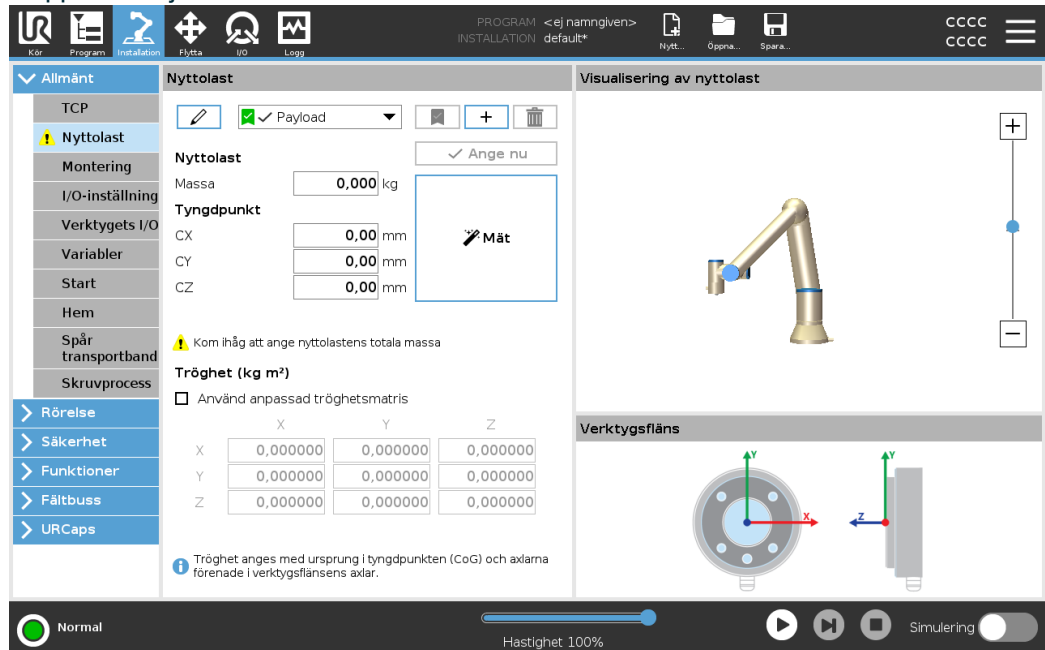 PROGRAM <ej namngiven>
INSTALLATION default*
cccc
cccc
Kör
Program
Installation
Flytta
I/O
Logg
Nytt...
Öppna...
Spara...
Allmänt
TCP
Nyttolast
Montering
I/O-inställning
Verktygets I/O
Variabler
Start
Hem
Spår
transportband
Skruvprocess
Rörelse
Säkerhet
Funktioner
Fältbuss
URCaps
Nyttolast
Payload
Ange nu
Nyttolast
Massa 0,000 kg
Tyngdpunkt
CX 0,00 mm
CY 0,00 mm
CZ 0,00 mm
Mät
Kom ihåg att ange nyttolastens totala massa
Tröghet (kg m²)
Använd anpassad tröghetsmatris
X Y Z
X 0,000000 0,000000 0,000000
Y 0,000000 0,000000 0,000000
Z 0,000000 0,000000 0,000000
Tröghet anges med ursprung i tyngdpunkten (CoG) och axlarna
förenade i verktygsflänsens axlar.
Visualisering av nyttolast
Verktygsfläns
Y
X
Y
Z
Normal
Hastighet 100%
Simulering